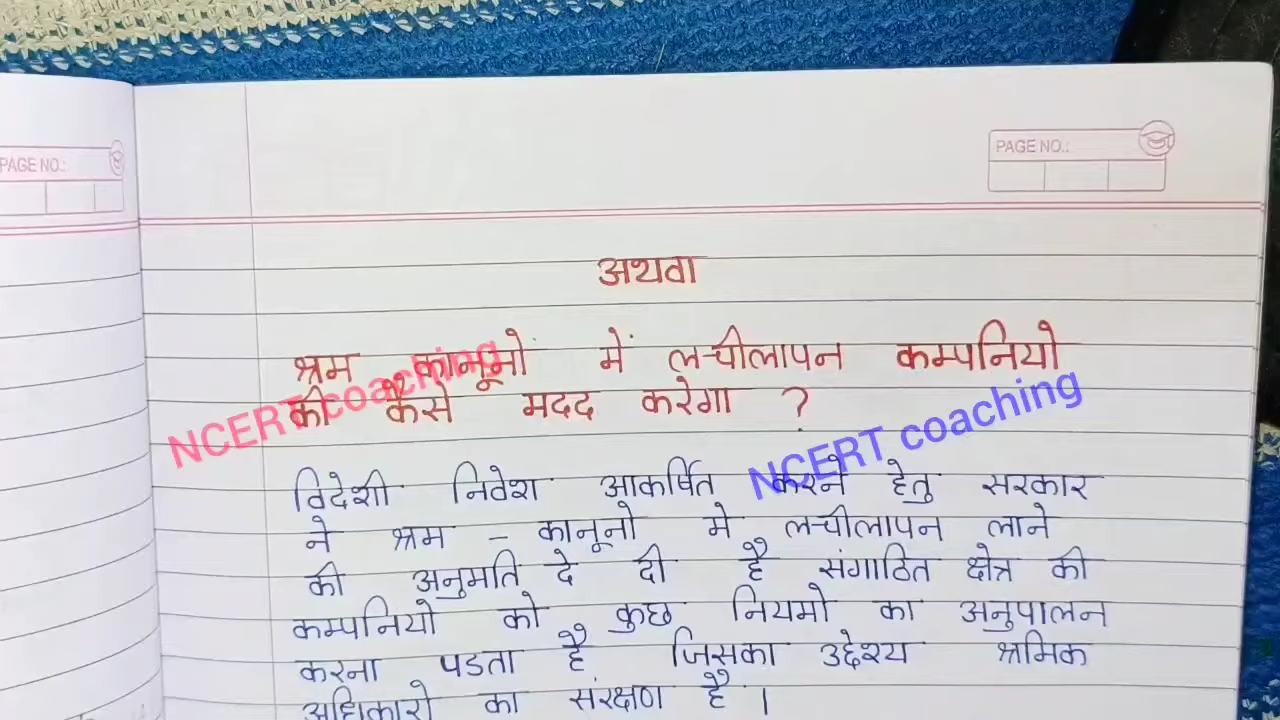 PAGE NO.:
PAGE NO.:
अथवा
श्रम कानूनों में लचीलापन कम्पनियो
की कैसे मदद करेगा ?
NCERT coaching
NCERT coaching
विदेशी निवेश आकर्षित करने हेतु सरकार
ने श्रम - कानूनो मे लचीलापन लाने
की अनुमति दे दी है संगाठित क्षेत्र की
कम्पनियो को कुछ नियमो का अनुपालन
करना पडता है जिसका उद्देश्य श्रमिक
अधिकारो का संरक्षण है ।